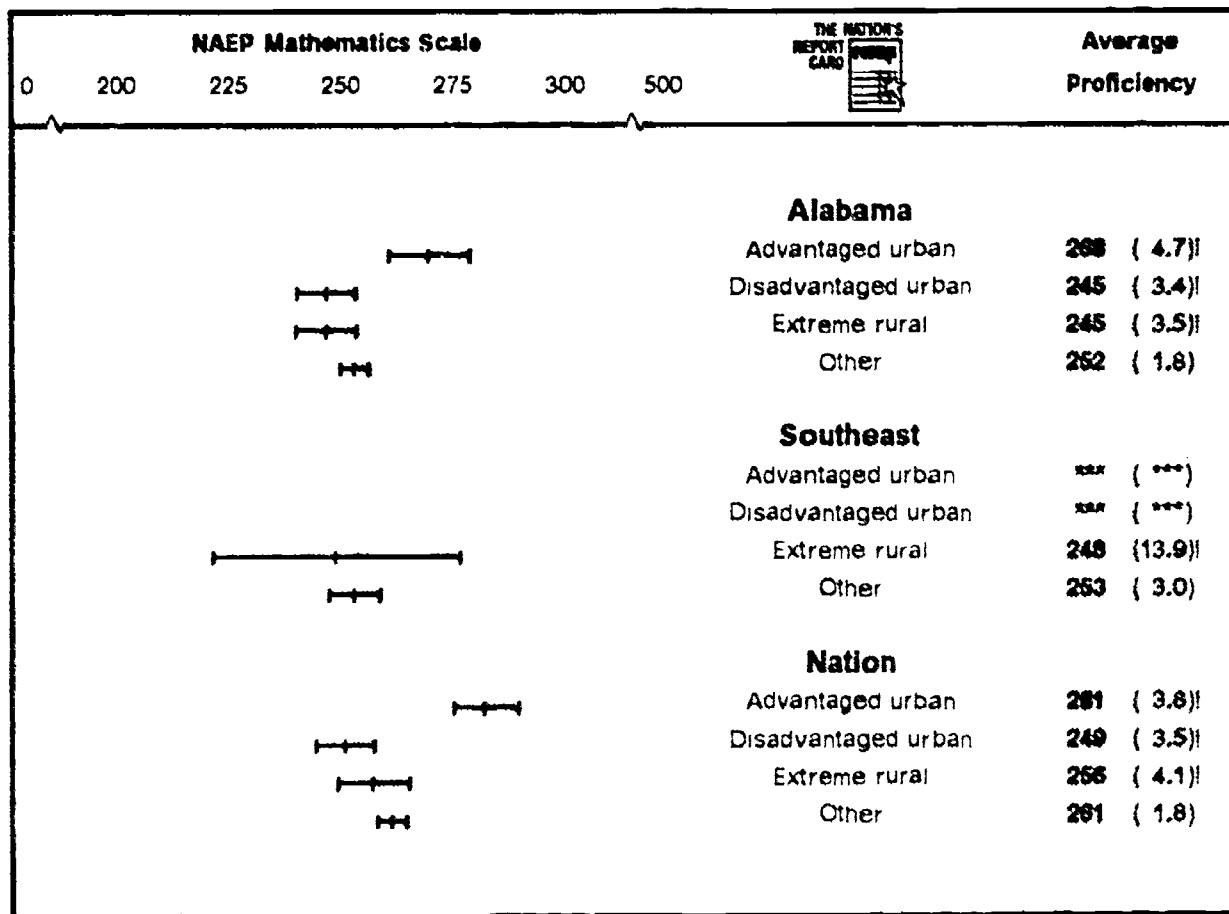 NAEP Mathematics Scale
THE NATION'S
REPORT
CARD
Average
Proficiency
0 200 225 250 275 300 500
Alabama
Advantaged urban 268 ( 4.7)!
Disadvantaged urban 245 ( 3.4)!
Extreme rural 245 ( 3.5)!
Other 252 ( 1.8)
Southeast
Advantaged urban *** ( ***)
Disadvantaged urban *** ( ***)
Extreme rural 248 (13.9)!
Other 253 ( 3.0)
Nation
Advantaged urban 281 ( 3.8)!
Disadvantaged urban 249 ( 3.5)!
Extreme rural 256 ( 4.1)!
Other 261 ( 1.8)